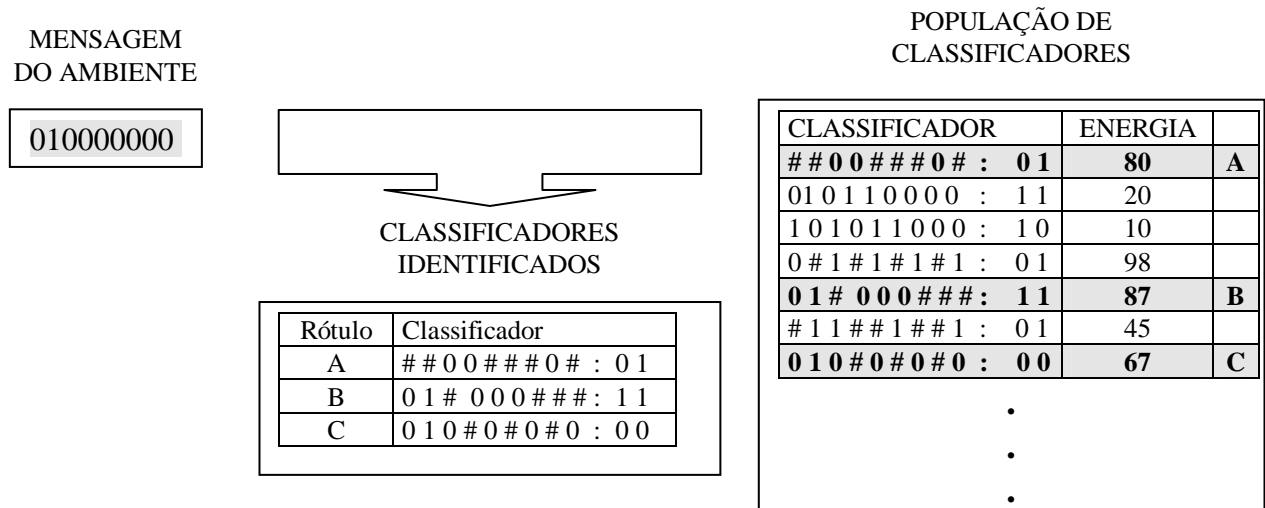 MENSAGEM
DO AMBIENTE
010000000
CLASSIFICADORES
IDENTIFICADOS
Rótulo Classificador
A # # 0 0 # # # 0 # : 0 1
B 0 1 # 0 0 0 # # # : 1 1
C 0 1 0 # 0 # 0 # 0 : 0 0
POPULAÇÃO DE
CLASSIFICADORES
CLASSIFICADOR ENERGIA
# # 0 0 # # # 0 # : 0 1 80 A
01 0 1 1 0 0 0 0 : 1 1 20
1 0 1 0 1 1 0 0 0 : 1 0 10
0 # 1 # 1 # 1 # 1 : 0 1 98
0 1 # 0 0 0 # # # : 1 1 87 B
# 1 1 # # 1 # # 1 : 0 1 45
0 1 0 # 0 # 0 # 0 : 0 0 67 C
.
.
.